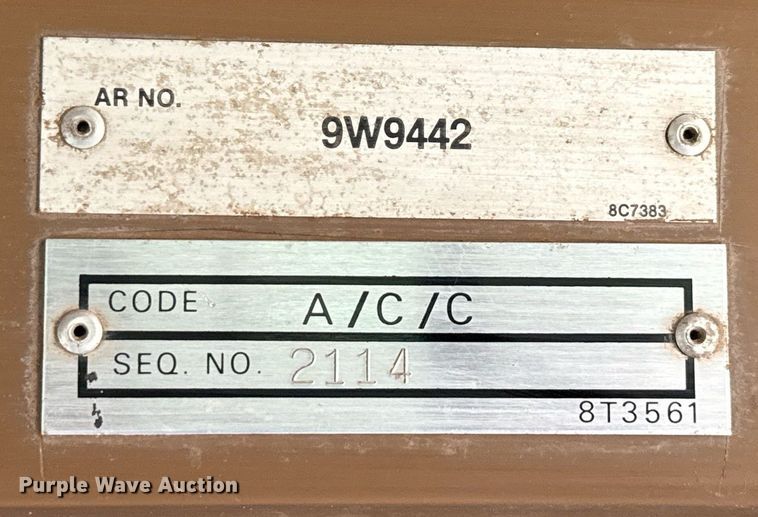 AR NO.
9W9442
8C7383
CODE A/C/C
SEQ. NO. 2114
8T3561
Purple Wave Auction